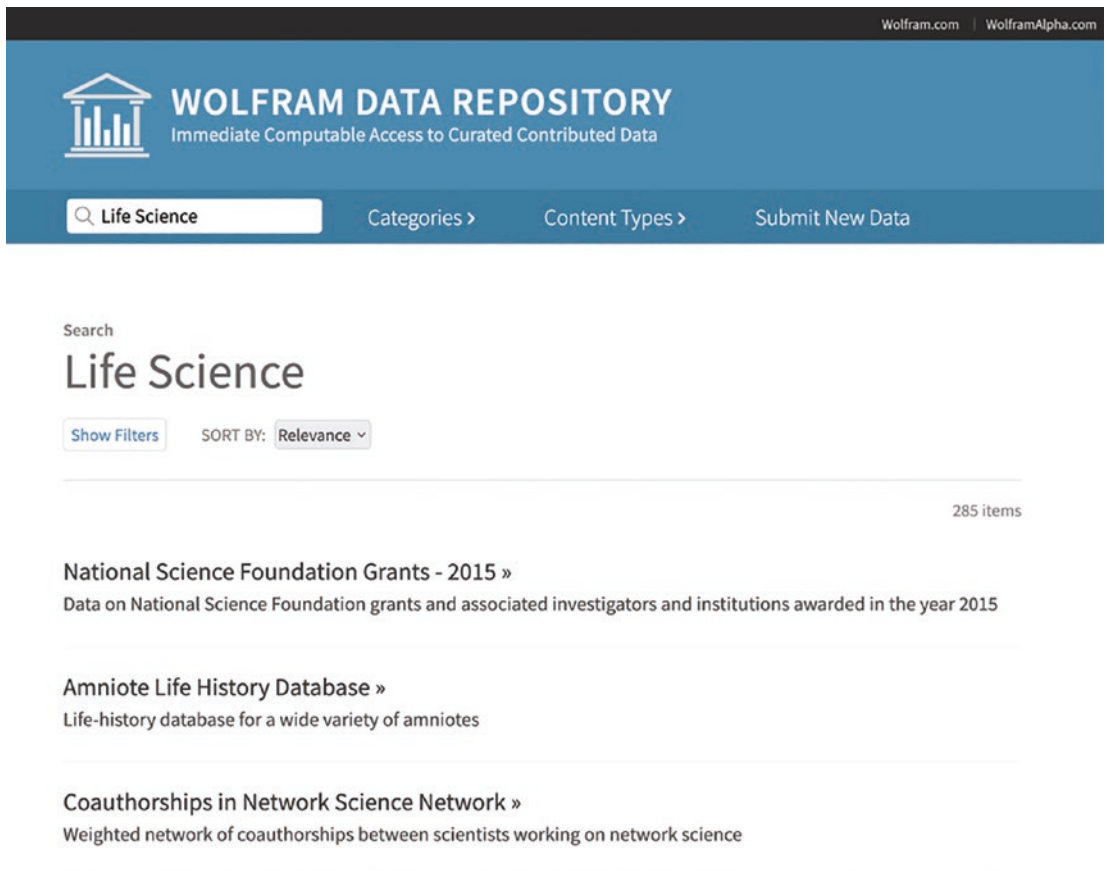 Wolfram.com | WolframAlpha.com
WOLFRAM DATA REPOSITORY
Immediate Computable Access to Curated Contributed Data
Life Science
Categories >
Content Types >
Submit New Data
Search
Life Science
Show Filters
SORT BY: Relevance
285 items
National Science Foundation Grants - 2015 »
Data on National Science Foundation grants and associated investigators and institutions awarded in the year 2015
Amniote Life History Database »
Life-history database for a wide variety of amniotes
Coauthorships in Network Science Network »
Weighted network of coauthorships between scientists working on network science